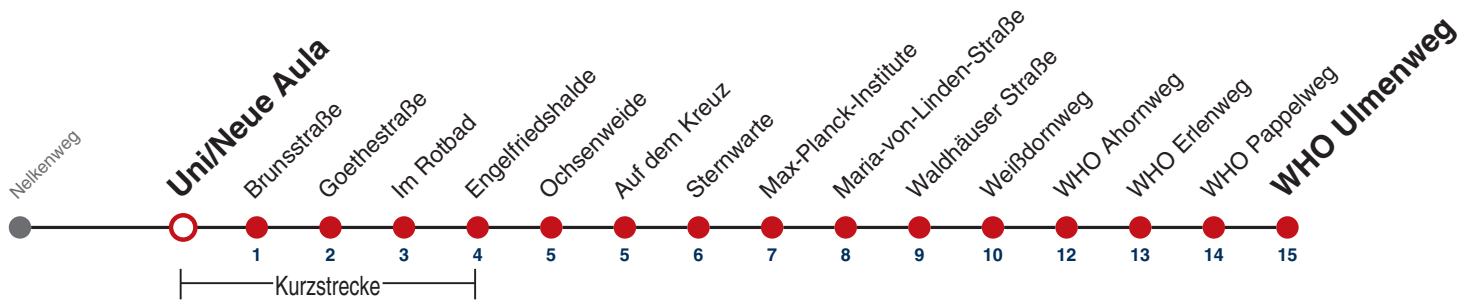 Nelkenweg
Uni/Neue Aula
Brunsstraße
Goethestraße
Im Rotbad
Engelfriedshalde
Ochsenweide
Auf dem Kreuz
Sternwarte
Max-Planck-Institute
Maria-von-Linden-Straße
Waldhäuser Straße
Weißdornweg
WHO Ahornweg
WHO Erlenweg
WHO Pappelweg
WHO Ulmenweg
1 2 3 4 5 5 6 7 8 9 10 12 13 14 15
Kurzstrecke